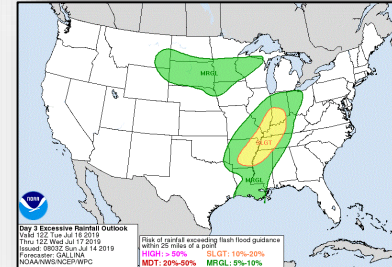 MRGL
SLGT
MRGL
NOAA
Day 3 Excessive Rainfall Outlook
Valid 12Z Tue Jul 16 2019
Thru 12Z Wed Jul 17 2019
Issued: 0803Z Sun Jul 14 2019
Forecaster: GALLINA
NOAA/NWS/NCEP/WPC
Risk of rainfall exceeding flash flood guidance
within 25 miles of a point
HIGH: > 50% SLGT: 10%-20%
MDT: 20%-50% MRGL: 5%-10%